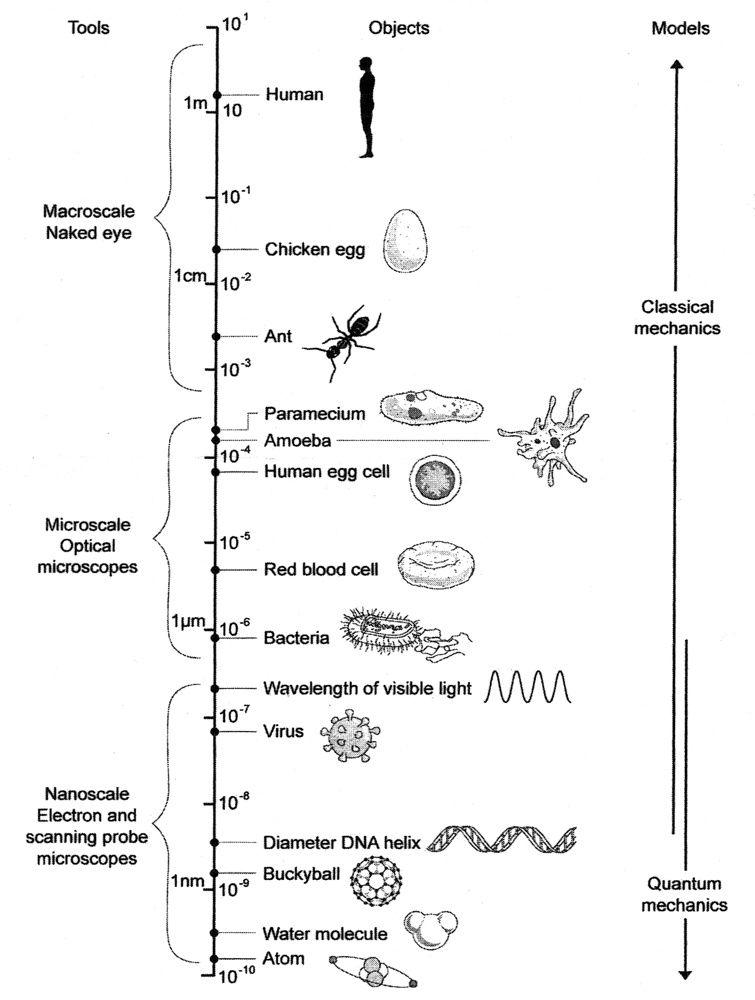 Tools
Objects
Models
10¹
Human
1m
10
10⁻¹
Macroscale
Naked eye
Chicken egg
1cm
10⁻²
Classical
mechanics
Ant
10⁻³
Paramecium
Amoeba
10⁻⁴
Human egg cell
Microscale
Optical
microscopes
10⁻⁵
Red blood cell
1µm
10⁻⁶
Bacteria
Wavelength of visible light
10⁻⁷
Virus
Nanoscale
Electron and
scanning probe
microscopes
10⁻⁸
Diameter DNA helix
Buckyball
1nm
10⁻⁹
Quantum
mechanics
Water molecule
Atom
10⁻¹⁰